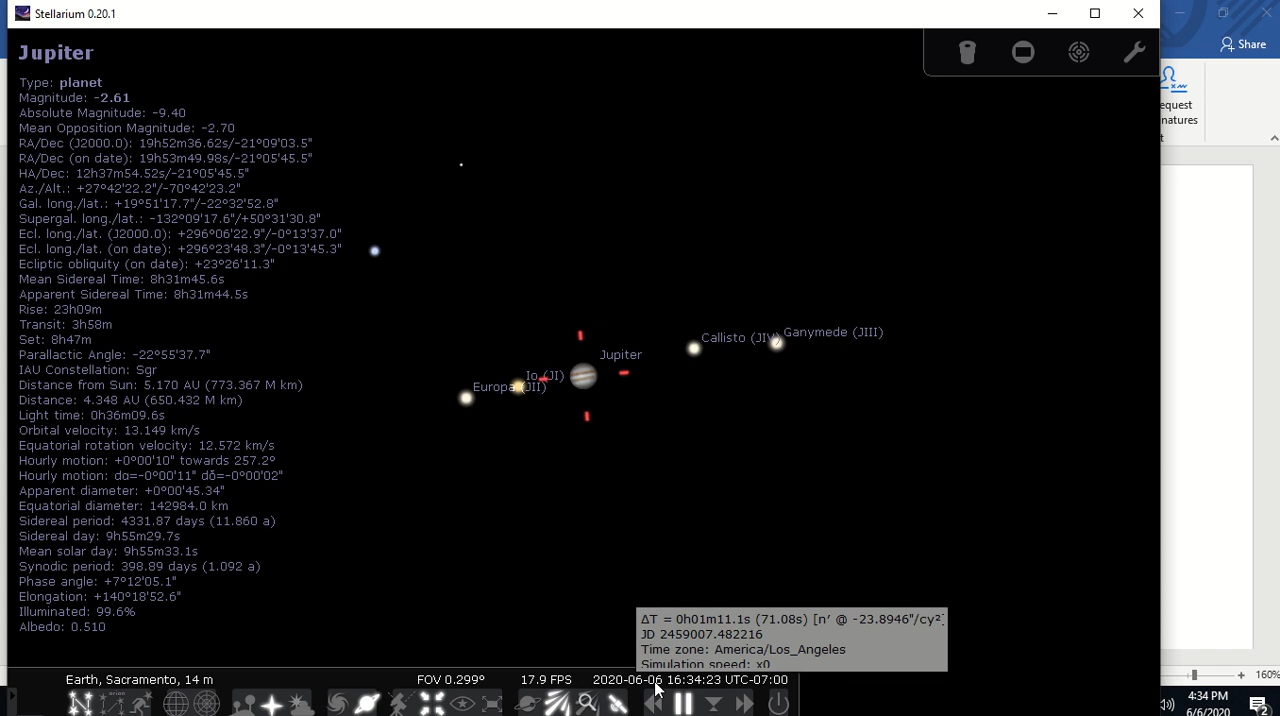 Stellarium 0.20.1
Share
Jupiter
Type: planet
Magnitude: -2.61
Absolute Magnitude: -9.40
Mean Opposition Magnitude: -2.70
RA/Dec (J2000.0): 19h52m36.62s/-21°09'03.5"
RA/Dec (on date): 19h53m49.98s/-21°05'45.5"
HA/Dec: 12h37m54.52s/-21°05'45.5"
Az./Alt.: +27°42'22.2"/-70°42'23.2"
Gal. long./lat.: +19°51'17.7"/-22°32'52.8"
Supergal. long./lat.: -132°09'17.6"/+50°31'30.8"
Ecl. long./lat. (J2000.0): +296°06'22.9"/-0°13'37.0"
Ecl. long./lat. (on date): +296°23'48.3"/-0°13'45.3"
Ecliptic obliquity (on date): +23°26'11.3"
Mean Sidereal Time: 8h31m45.6s
Apparent Sidereal Time: 8h31m44.5s
Rise: 23h09m
Transit: 3h58m
Set: 8h47m
Parallactic Angle: -22°55'37.7"
IAU Constellation: Sgr
Distance from Sun: 5.170 AU (773.367 M km)
Distance: 4.348 AU (650.432 M km)
Light time: 0h36m09.6s
Orbital velocity: 13.149 km/s
Equatorial rotation velocity: 12.572 km/s
Hourly motion: +0°00'10" towards 257.2°
Hourly motion: dα=-0°00'11" dδ=-0°00'02"
Apparent diameter: +0°00'45.34"
Equatorial diameter: 142984.0 km
Sidereal period: 4331.87 days (11.860 a)
Sidereal day: 9h55m29.7s
Mean solar day: 9h55m33.1s
Synodic period: 398.89 days (1.092 a)
Phase angle: +7°12'05.1"
Elongation: +140°18'52.6"
Illuminated: 99.6%
Albedo: 0.510
quest
natures
t
Callisto (JIV)
Ganymede (JIII)
Jupiter
Io (JI)
Europa (JII)
ΔT = 0h01m11.1s (71.08s) [n′ @ -23.8946"/cy²]
JD 2459007.482216
Time zone: America/Los_Angeles
Simulation speed: x0
Earth, Sacramento, 14 m
FOV 0.299°
17.9 FPS
2020-06-06 16:34:23 UTC-07:00
160%
4:34 PM
6/6/2020
2